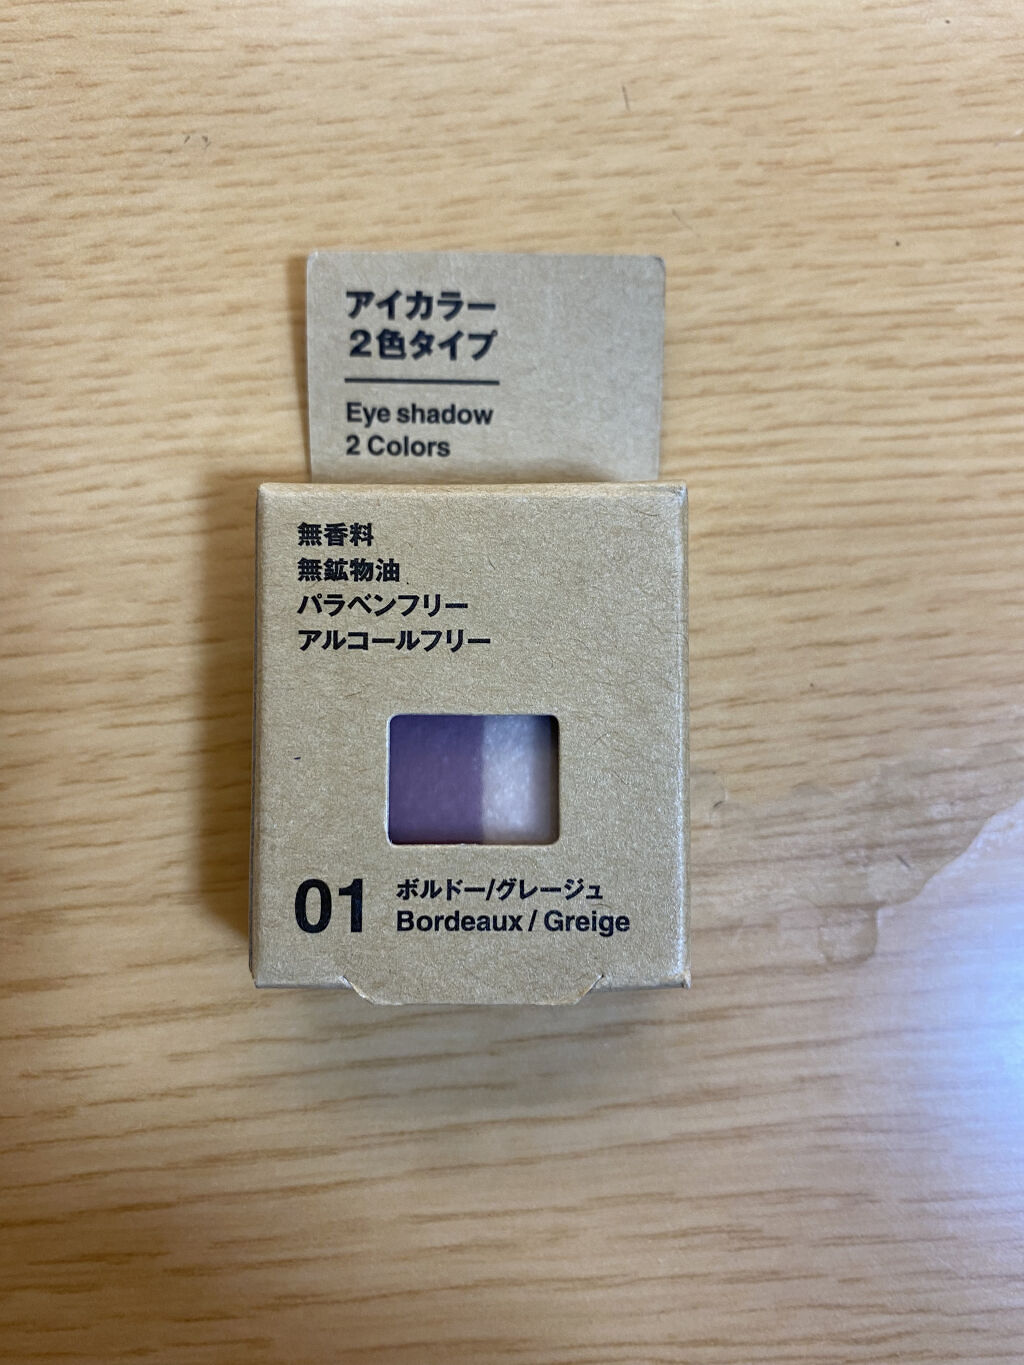 アイカラー
2色タイプ
Eye shadow
2 Colors
無香料
無鉱物油
パラベンフリー
アルコールフリー
01
ボルドー/グレージュ
Bordeaux / Greige